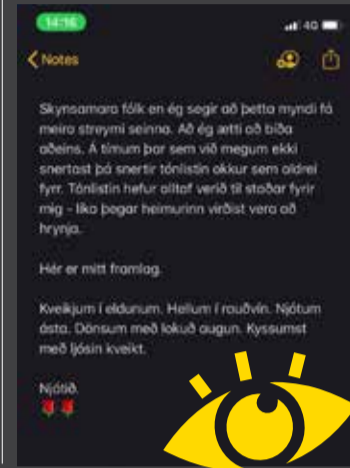 14:16
4G
Notes
Skynsamara fólk en ég segir að þetta myndi fá
meira streymi seinna. Að ég ætti að bíða
aðeins. Á tímum þar sem við megum ekki
snertast þá snertir tónlistin okkur sem aldrei
fyrr. Tónlistin hefur alltaf verið til staðar fyrir
mig - líka þegar heimurinn virðist vera að
hrynja.
Hér er mitt framlag.
Kveikjum í eldunum. Hellum í rauðvín. Njótum
ásta. Dönsum með lokuð augun. Kyssumst
með ljósin kveikt.
Njótið.